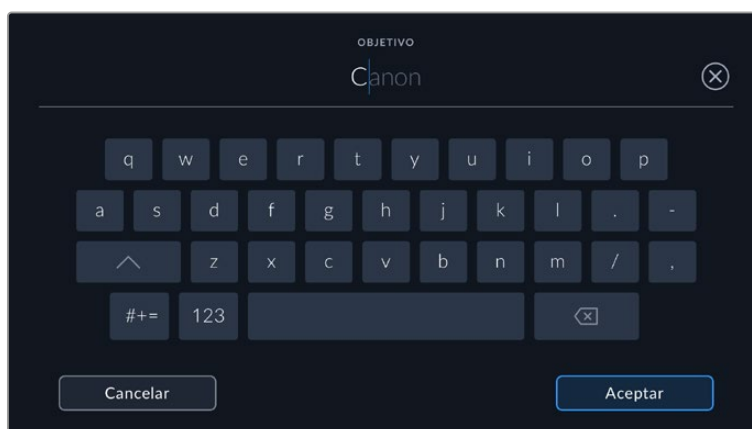 OBJETIVO
Canon
q w e r t y u i o p
a s d f g h j k l . -
z x c v b n m / ,
#+= 123
Cancelar Aceptar